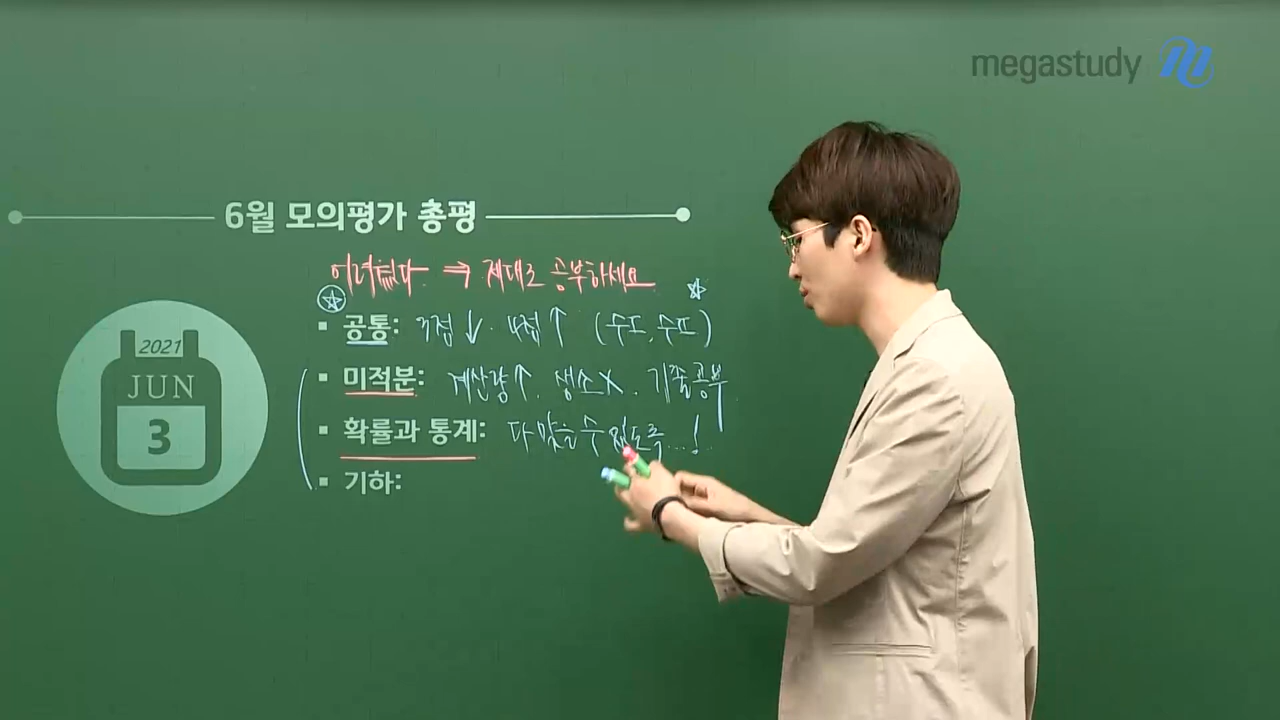 megastudy
6월 모의평가 총평
어려웠다 ⇒ 제대로 공부하세요
2021
JUN
3
▪ 공통: 3점↓. 4점↑ (수Ⅰ, 수Ⅱ)
▪ 미적분: 계산량↑. 생소X. 기출공부
▪ 확률과 통계: 다 맞을 수 있도록...!
▪ 기하: